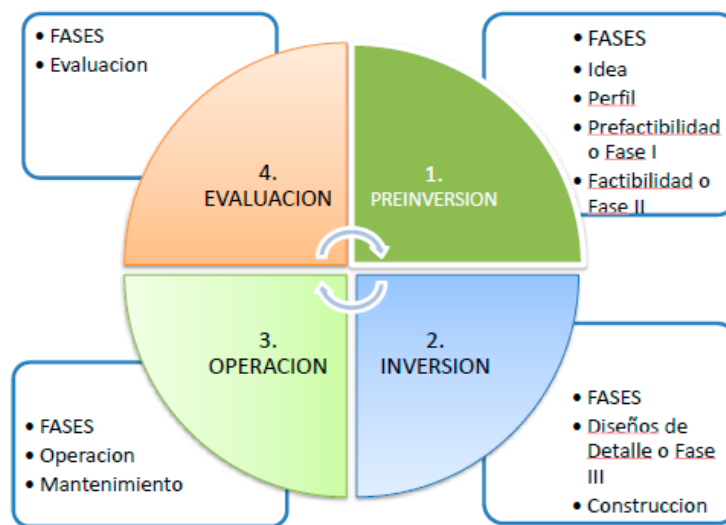 • FASES
• Evaluacion
• FASES
• Idea
• Perfil
• Prefactibilidad
o Fase I
• Factibilidad o
Fase II
4.
EVALUACION
1.
PREINVERSION
3.
OPERACION
2.
INVERSION
• FASES
• Operacion
• Mantenimiento
• FASES
• Diseños de
Detalle o Fase
III
• Construccion